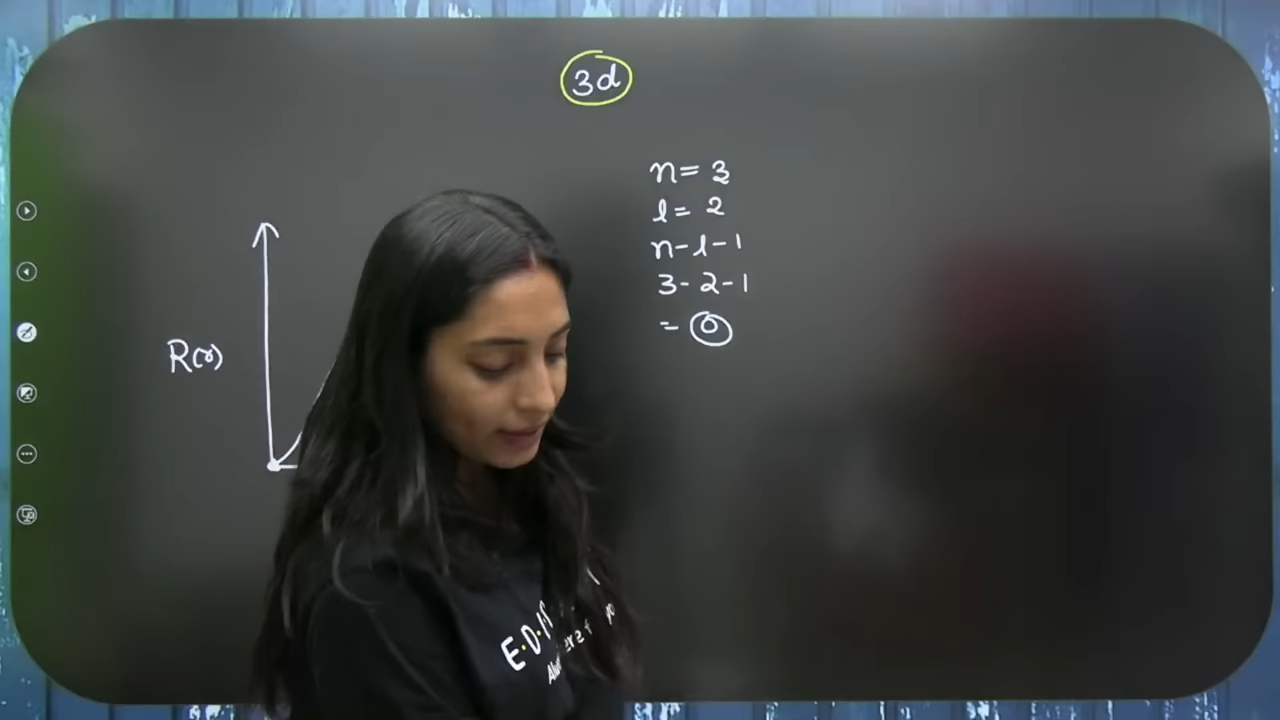 3d
n = 3
l = 2
n - l - 1
3 - 2 - 1
= 0
R(r)
E.D.